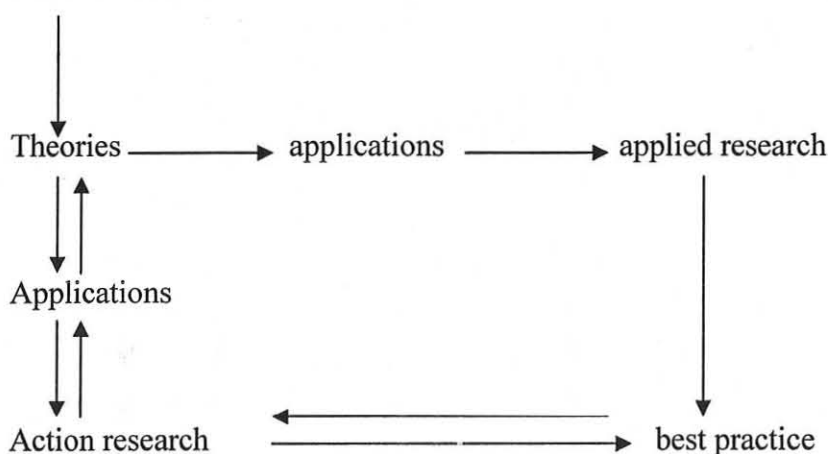 Theories applications applied research
Applications
Action research best practice